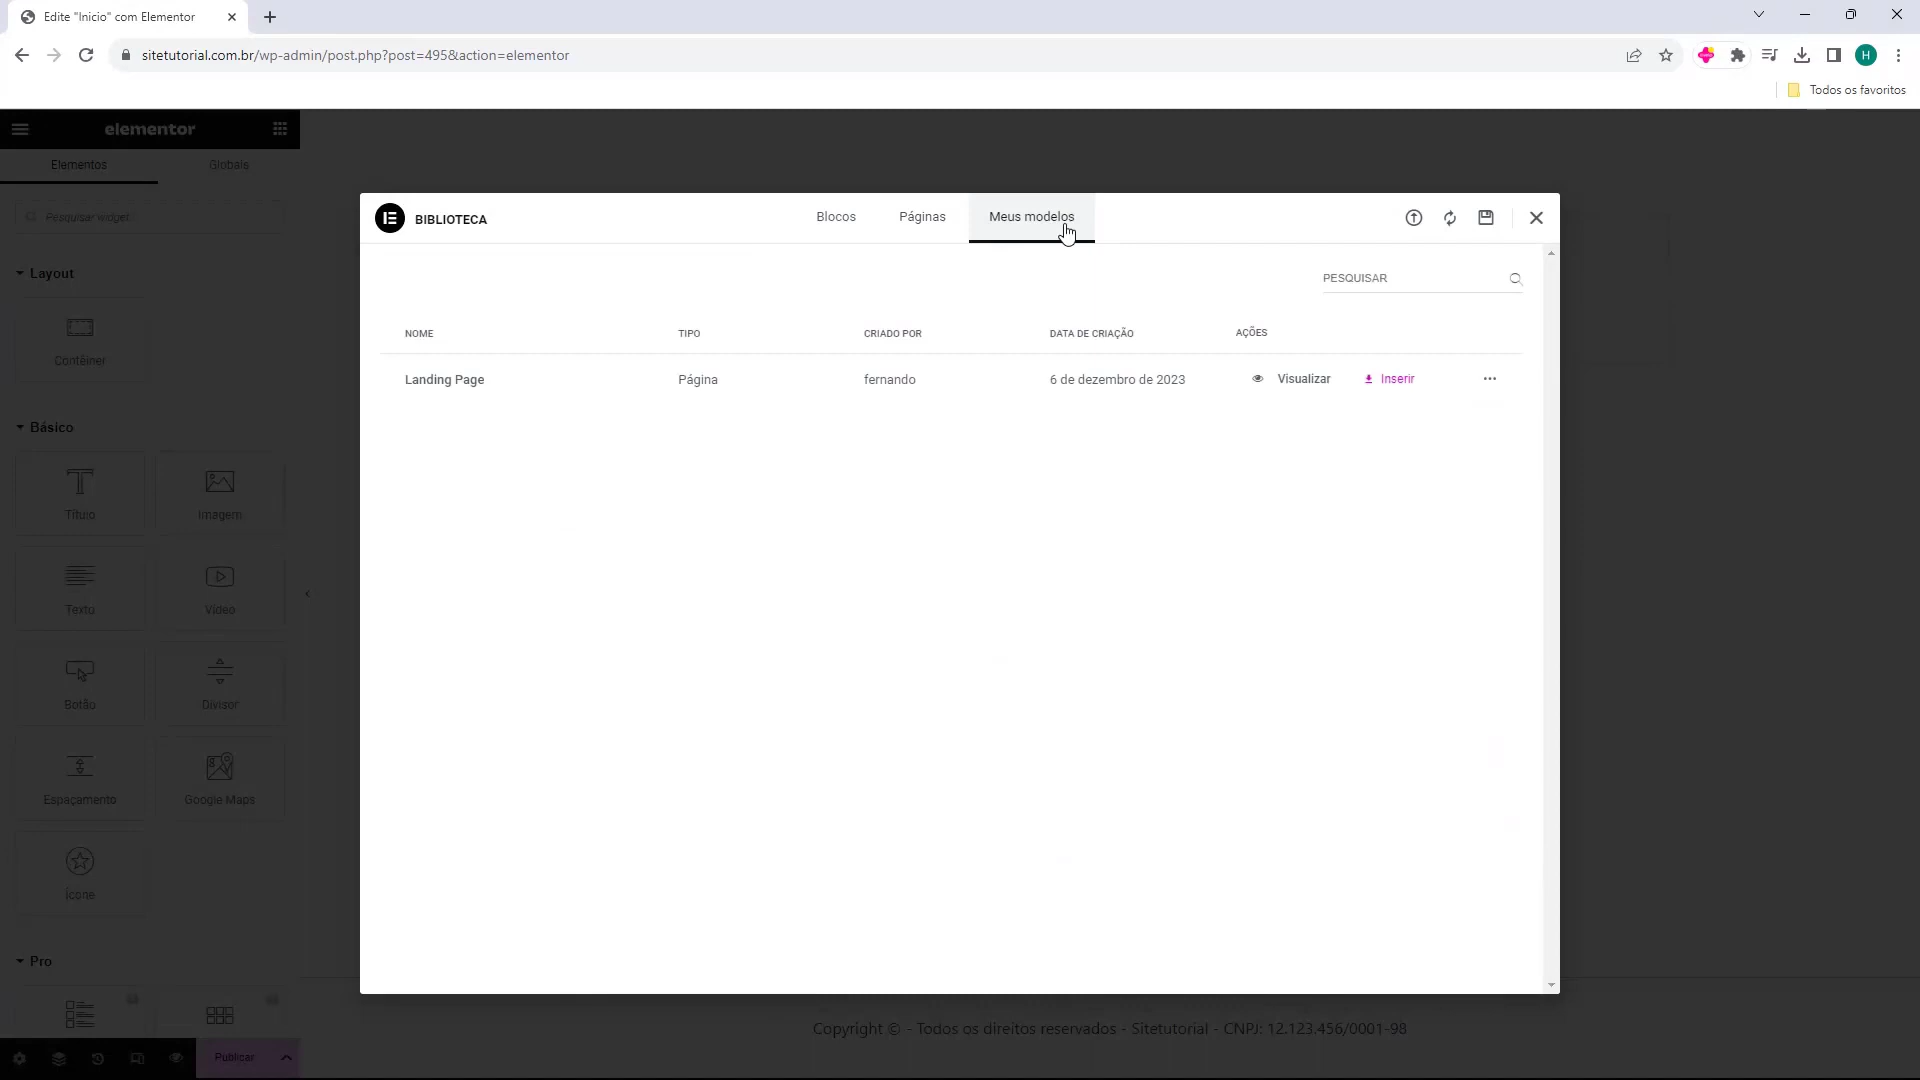 Edite "Inicio" com Elementor
sitetutorial.com.br/wp-admin/post.php?post=495&action=elementor
H
Todos os favoritos
elementor
Elementos
Globais
Pesquisar widget...
Layout
Contêiner
Básico
Título
Imagem
Texto
Vídeo
Botão
Divisor
Espaçamento
Google Maps
Ícone
Pro
Publicar
BIBLIOTECA
Blocos
Páginas
Meus modelos
PESQUISAR
NOME
TIPO
CRIADO POR
DATA DE CRIAÇÃO
AÇÕES
Landing Page
Página
fernando
6 de dezembro de 2023
Visualizar
Inserir
Copyright © - Todos os direitos reservados - Sitetutorial - CNPJ: 12.123.456/0001-98